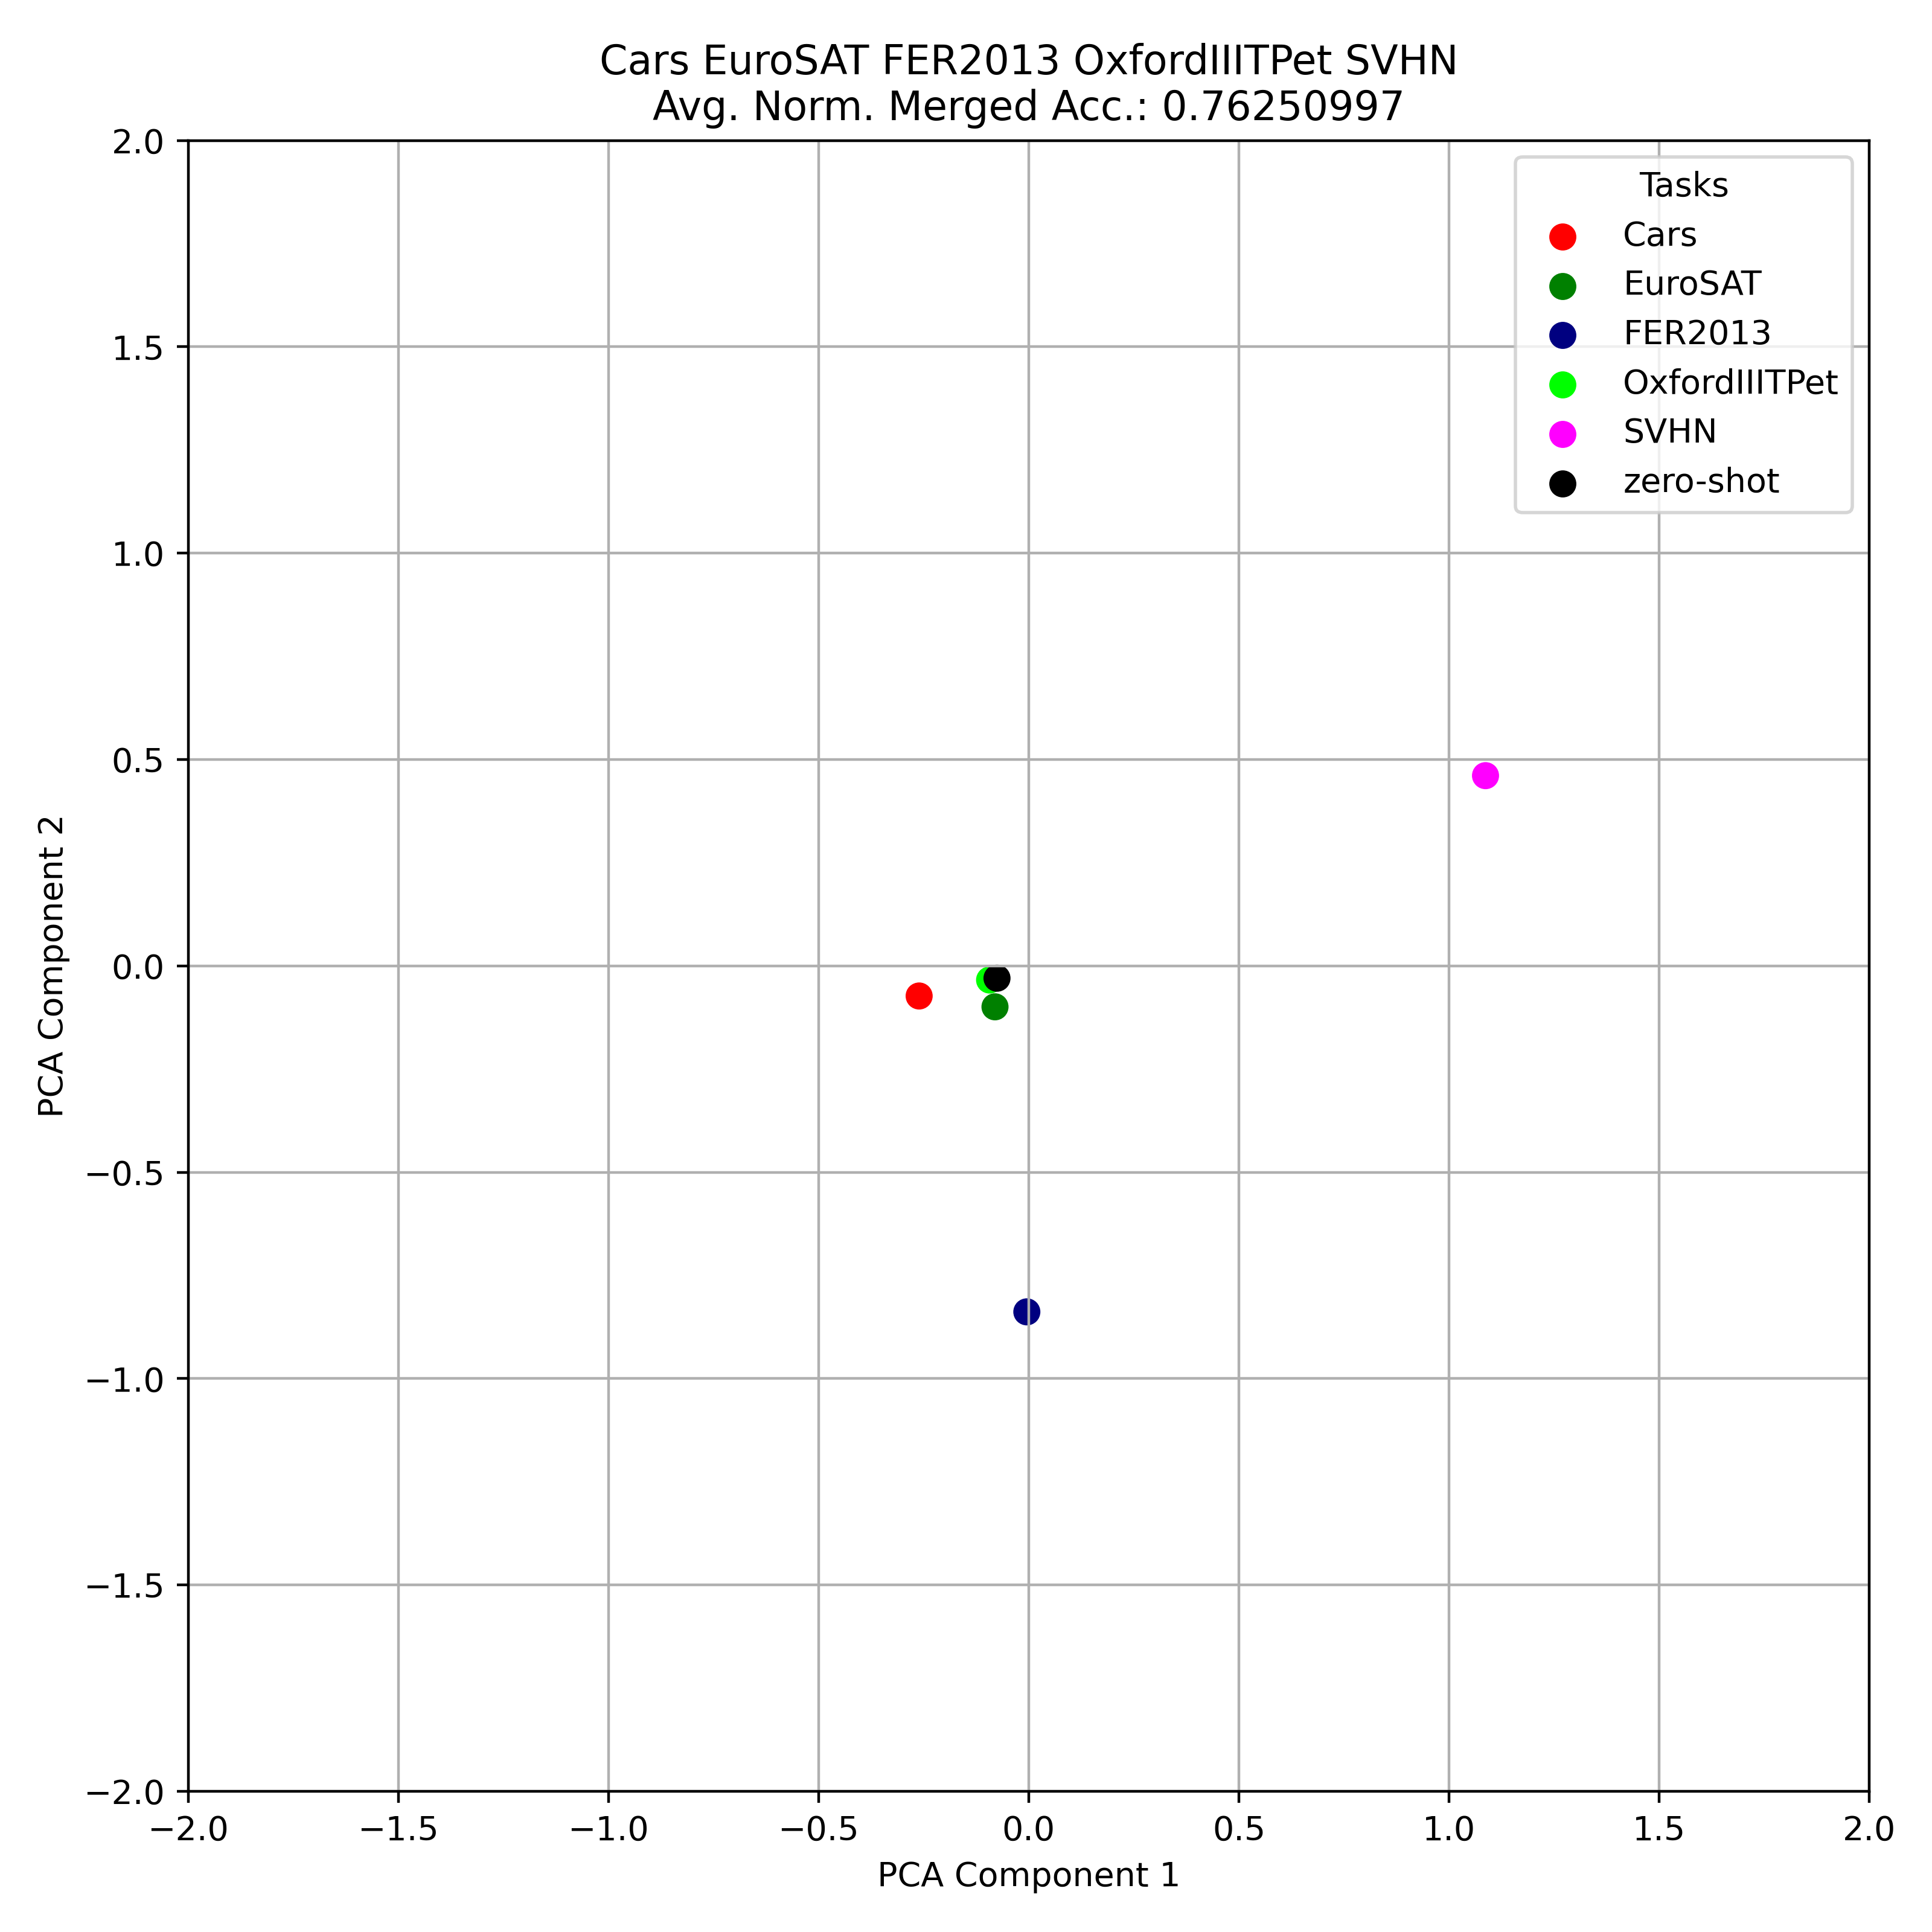 Cars EuroSAT FER2013 OxfordIIITPet SVHN
Avg. Norm. Merged Acc.: 0.76250997
Tasks
Cars
EuroSAT
FER2013
OxfordIIITPet
SVHN
zero-shot
PCA Component 2
2.0
1.5
1.0
0.5
0.0
−0.5
−1.0
−1.5
−2.0
−2.0 −1.5 −1.0 −0.5 0.0 0.5 1.0 1.5 2.0
PCA Component 1